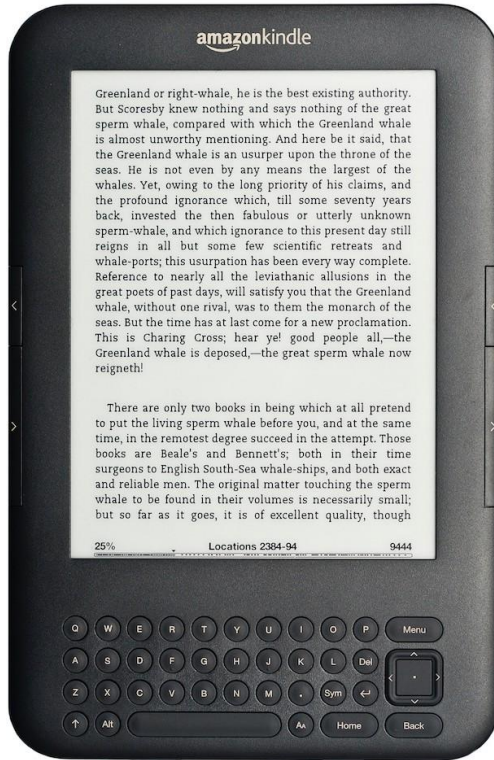 amazonkindle
Greenland or right-whale, he is the best existing authority.
But Scoresby knew nothing and says nothing of the great
sperm whale, compared with which the Greenland whale
is almost unworthy mentioning. And here be it said, that
the Greenland whale is an usurper upon the throne of the
seas. He is not even by any means the largest of the
whales. Yet, owing to the long priority of his claims, and
the profound ignorance which, till some seventy years
back, invested the then fabulous or utterly unknown
sperm-whale, and which ignorance to this present day still
reigns in all but some few scientific retreats and
whale-ports; this usurpation has been every way complete.
Reference to nearly all the leviathanic allusions in the
great poets of past days, will satisfy you that the Greenland
whale, without one rival, was to them the monarch of the
seas. But the time has at last come for a new proclamation.
This is Charing Cross; hear ye! good people all,—the
Greenland whale is deposed,—the great sperm whale now
reigneth!
There are only two books in being which at all pretend
to put the living sperm whale before you, and at the same
time, in the remotest degree succeed in the attempt. Those
books are Beale's and Bennett's; both in their time
surgeons to English South-Sea whale-ships, and both exact
and reliable men. The original matter touching the sperm
whale to be found in their volumes is necessarily small;
but so far as it goes, it is of excellent quality, though
25% Locations 2384-94 9444
Q W E R T Y U I O P Menu
A S D F G H J K L Del
Z X C V B N M . Sym
Alt AA Home Back